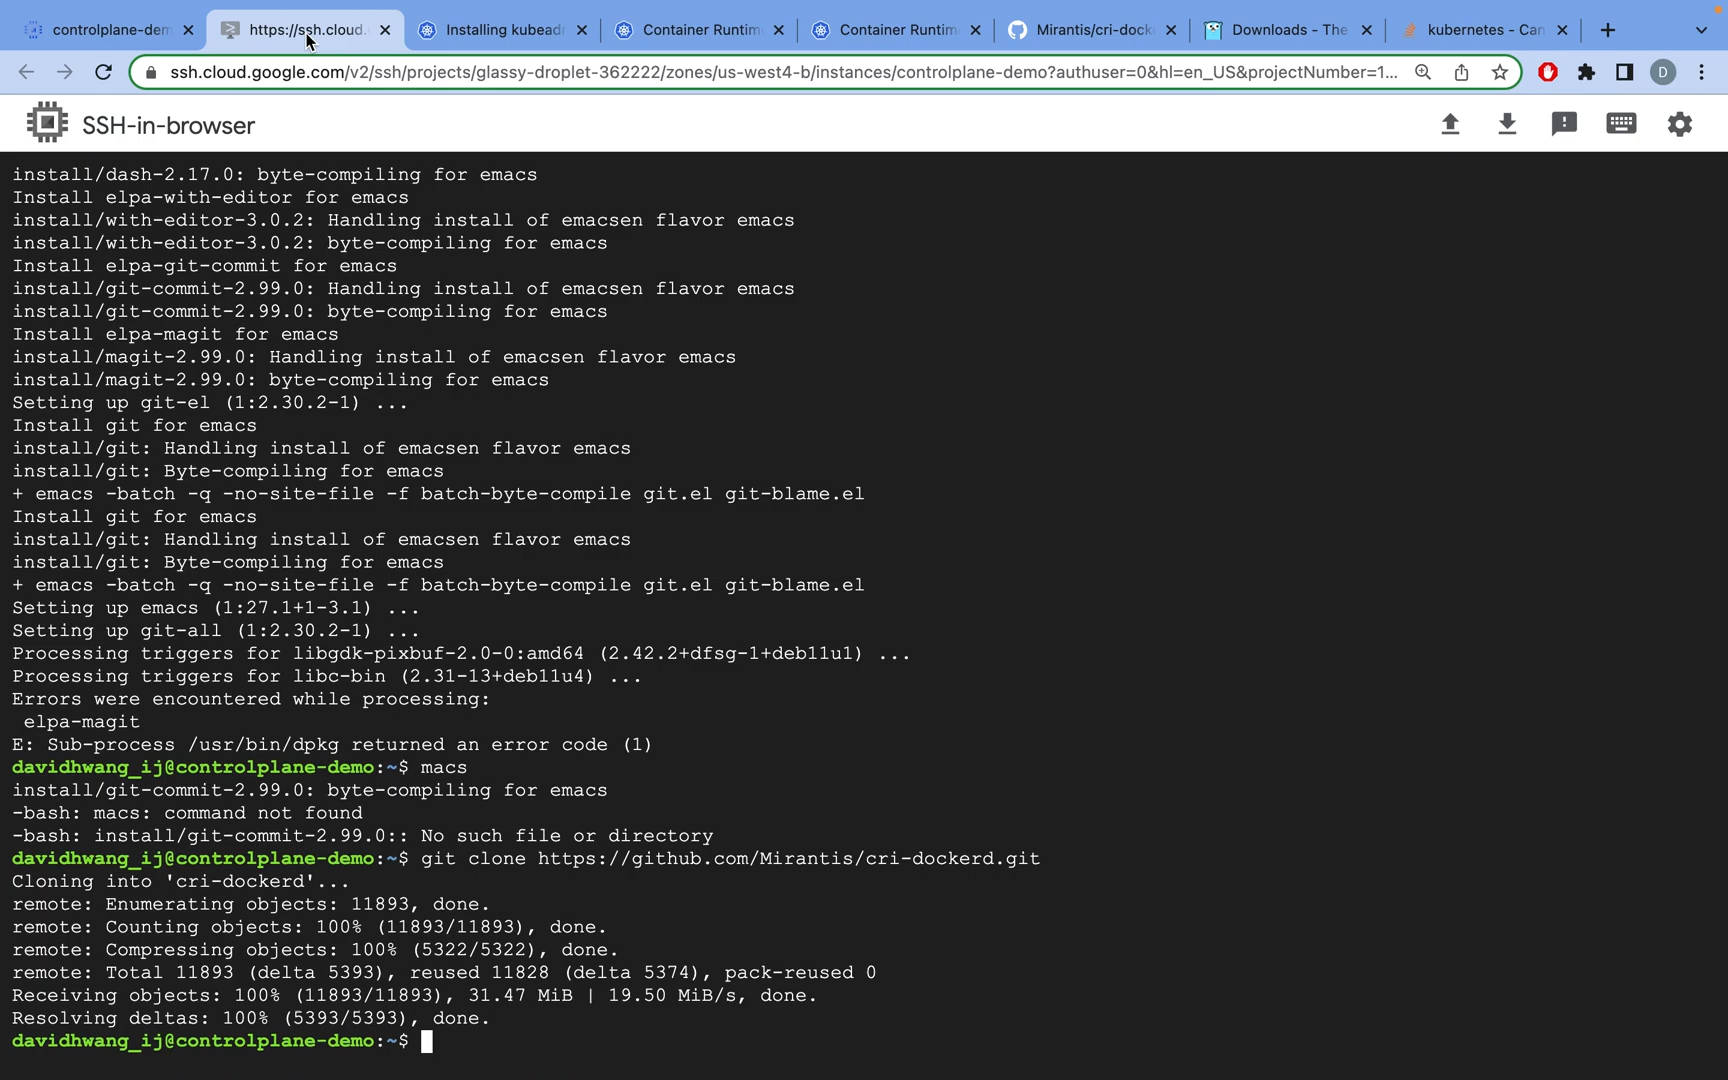 controlplane-dem
https://ssh.cloud.
Installing kubeadm
Container Runtim
Container Runtim
Mirantis/cri-dock
Downloads - The
kubernetes - Can
ssh.cloud.google.com/v2/ssh/projects/glassy-droplet-362222/zones/us-west4-b/instances/controlplane-demo?authuser=0&hl=en_US&projectNumber=1...
D
SSH-in-browser
install/dash-2.17.0: byte-compiling for emacs
Install elpa-with-editor for emacs
install/with-editor-3.0.2: Handling install of emacsen flavor emacs
install/with-editor-3.0.2: byte-compiling for emacs
Install elpa-git-commit for emacs
install/git-commit-2.99.0: Handling install of emacsen flavor emacs
install/git-commit-2.99.0: byte-compiling for emacs
Install elpa-magit for emacs
install/magit-2.99.0: Handling install of emacsen flavor emacs
install/magit-2.99.0: byte-compiling for emacs
Setting up git-el (1:2.30.2-1) ...
Install git for emacs
install/git: Handling install of emacsen flavor emacs
install/git: Byte-compiling for emacs
+ emacs -batch -q -no-site-file -f batch-byte-compile git.el git-blame.el
Install git for emacs
install/git: Handling install of emacsen flavor emacs
install/git: Byte-compiling for emacs
+ emacs -batch -q -no-site-file -f batch-byte-compile git.el git-blame.el
Setting up emacs (1:27.1+1-3.1) ...
Setting up git-all (1:2.30.2-1) ...
Processing triggers for libgdk-pixbuf-2.0-0:amd64 (2.42.2+dfsg-1+deb11u1) ...
Processing triggers for libc-bin (2.31-13+deb11u4) ...
Errors were encountered while processing:
elpa-magit
E: Sub-process /usr/bin/dpkg returned an error code (1)
davidhwang_ij@controlplane-demo:~$ macs
install/git-commit-2.99.0: byte-compiling for emacs
-bash: macs: command not found
-bash: install/git-commit-2.99.0:: No such file or directory
davidhwang_ij@controlplane-demo:~$ git clone https://github.com/Mirantis/cri-dockerd.git
Cloning into 'cri-dockerd'...
remote: Enumerating objects: 11893, done.
remote: Counting objects: 100% (11893/11893), done.
remote: Compressing objects: 100% (5322/5322), done.
remote: Total 11893 (delta 5393), reused 11828 (delta 5374), pack-reused 0
Receiving objects: 100% (11893/11893), 31.47 MiB | 19.50 MiB/s, done.
Resolving deltas: 100% (5393/5393), done.
davidhwang_ij@controlplane-demo:~$